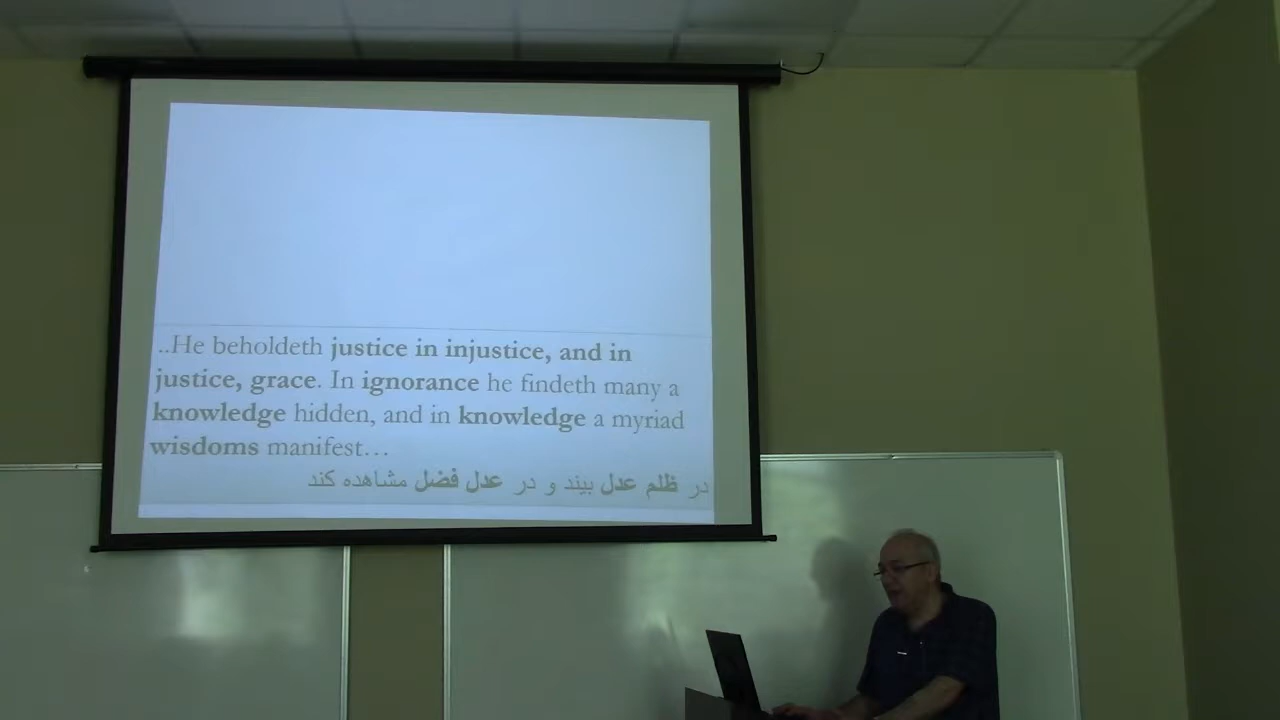 ..He beholdeth justice in injustice, and in
justice, grace. In ignorance he findeth many a
knowledge hidden, and in knowledge a myriad
wisdoms manifest…
در ظلم عدل بیند و در عدل فضل مشاهده کند